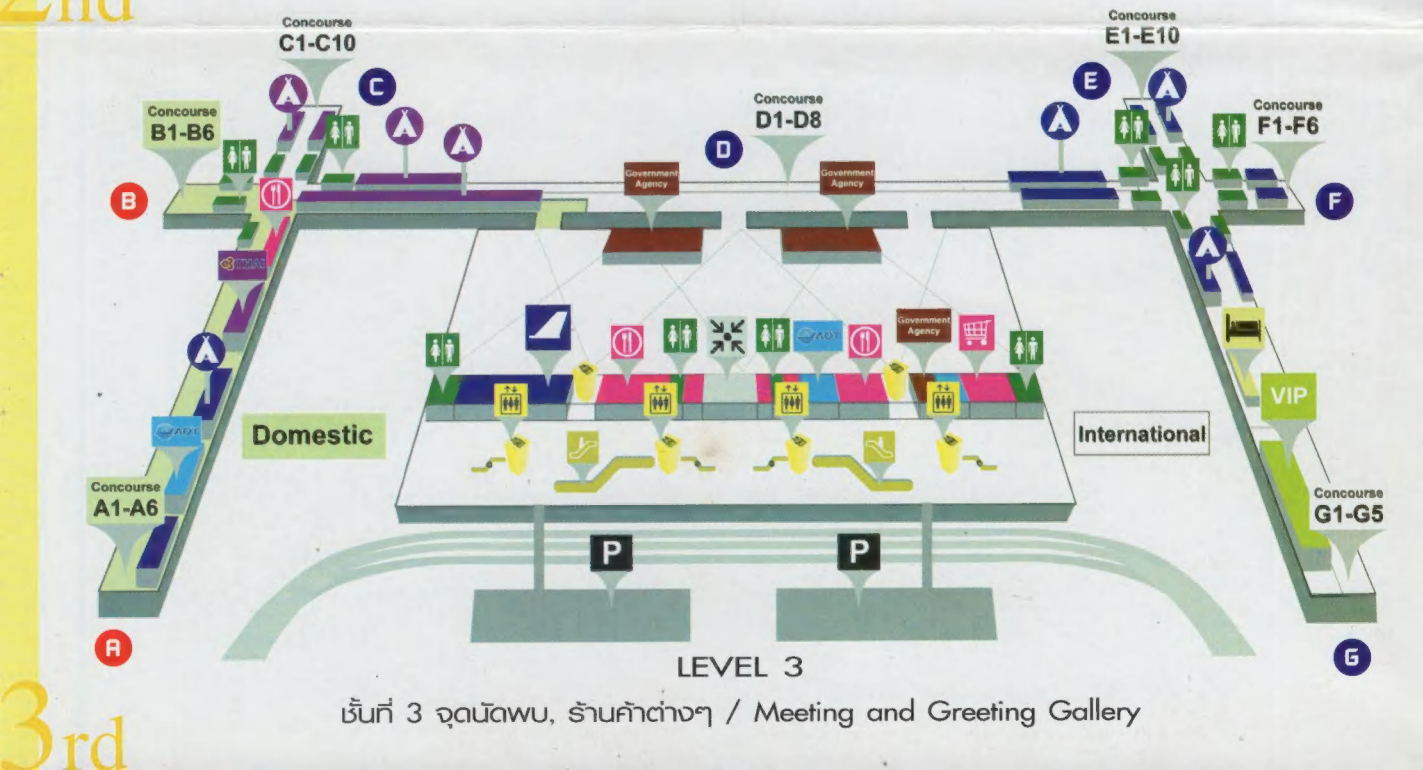 2nd
Concourse
C1-C10
Concourse
E1-E10
C
E
Concourse
B1-B6
Concourse
D1-D8
Concourse
F1-F6
D
Government
Agency
Government
Agency
B
F
THAI
AOT
Government
Agency
VIP
Domestic
International
AOT
Concourse
A1-A6
Concourse
G1-G5
P
P
A
G
LEVEL 3
ชั้นที่ 3 จุดนัดพบ, ร้านค้าต่างๆ / Meeting and Greeting Gallery
3rd